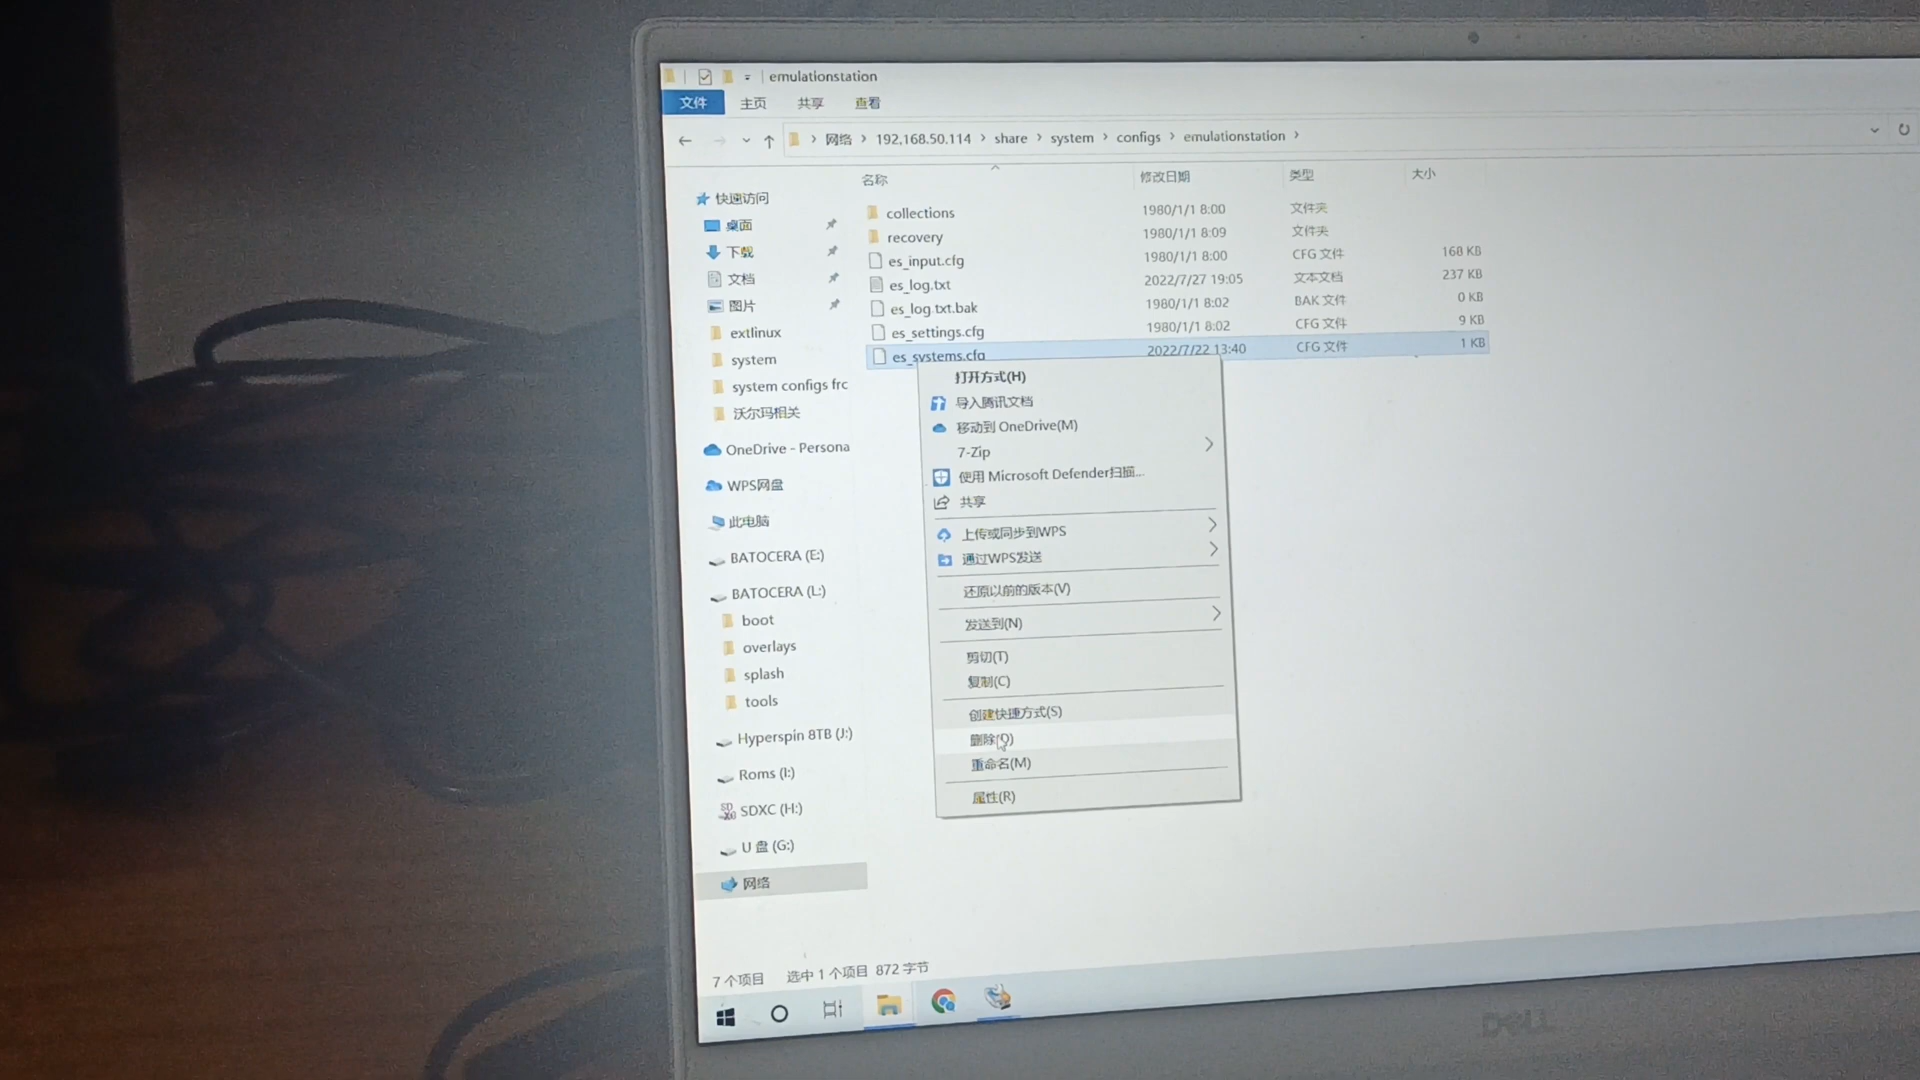 emulationstation
文件 主页 共享 查看
网络 > 192.168.50.114 > share > system > configs > emulationstation >
名称 修改日期 类型 大小
快速访问
桌面
下载
文档
图片
extlinux
system
system configs frc
沃尔玛相关
OneDrive - Persona
WPS网盘
此电脑
BATOCERA (E:)
BATOCERA (L:)
boot
overlays
splash
tools
Hyperspin 8TB (J:)
Roms (I:)
SDXC (H:)
U 盘 (G:)
网络
collections 1980/1/1 8:00 文件夹
recovery 1980/1/1 8:09 文件夹
es_input.cfg 1980/1/1 8:00 CFG 文件 168 KB
es_log.txt 2022/7/27 19:05 文本文档 237 KB
es_log.txt.bak 1980/1/1 8:02 BAK 文件 0 KB
es_settings.cfg 1980/1/1 8:02 CFG 文件 9 KB
es_systems.cfg 2022/7/22 13:40 CFG 文件 1 KB
打开方式(H)
导入腾讯文档
移动到 OneDrive(M)
7-Zip
使用 Microsoft Defender扫描...
共享
上传或同步到WPS
通过WPS发送
还原以前的版本(V)
发送到(N)
剪切(T)
复制(C)
创建快捷方式(S)
删除(D)
重命名(M)
属性(R)
7 个项目 选中 1 个项目 872 字节
DELL